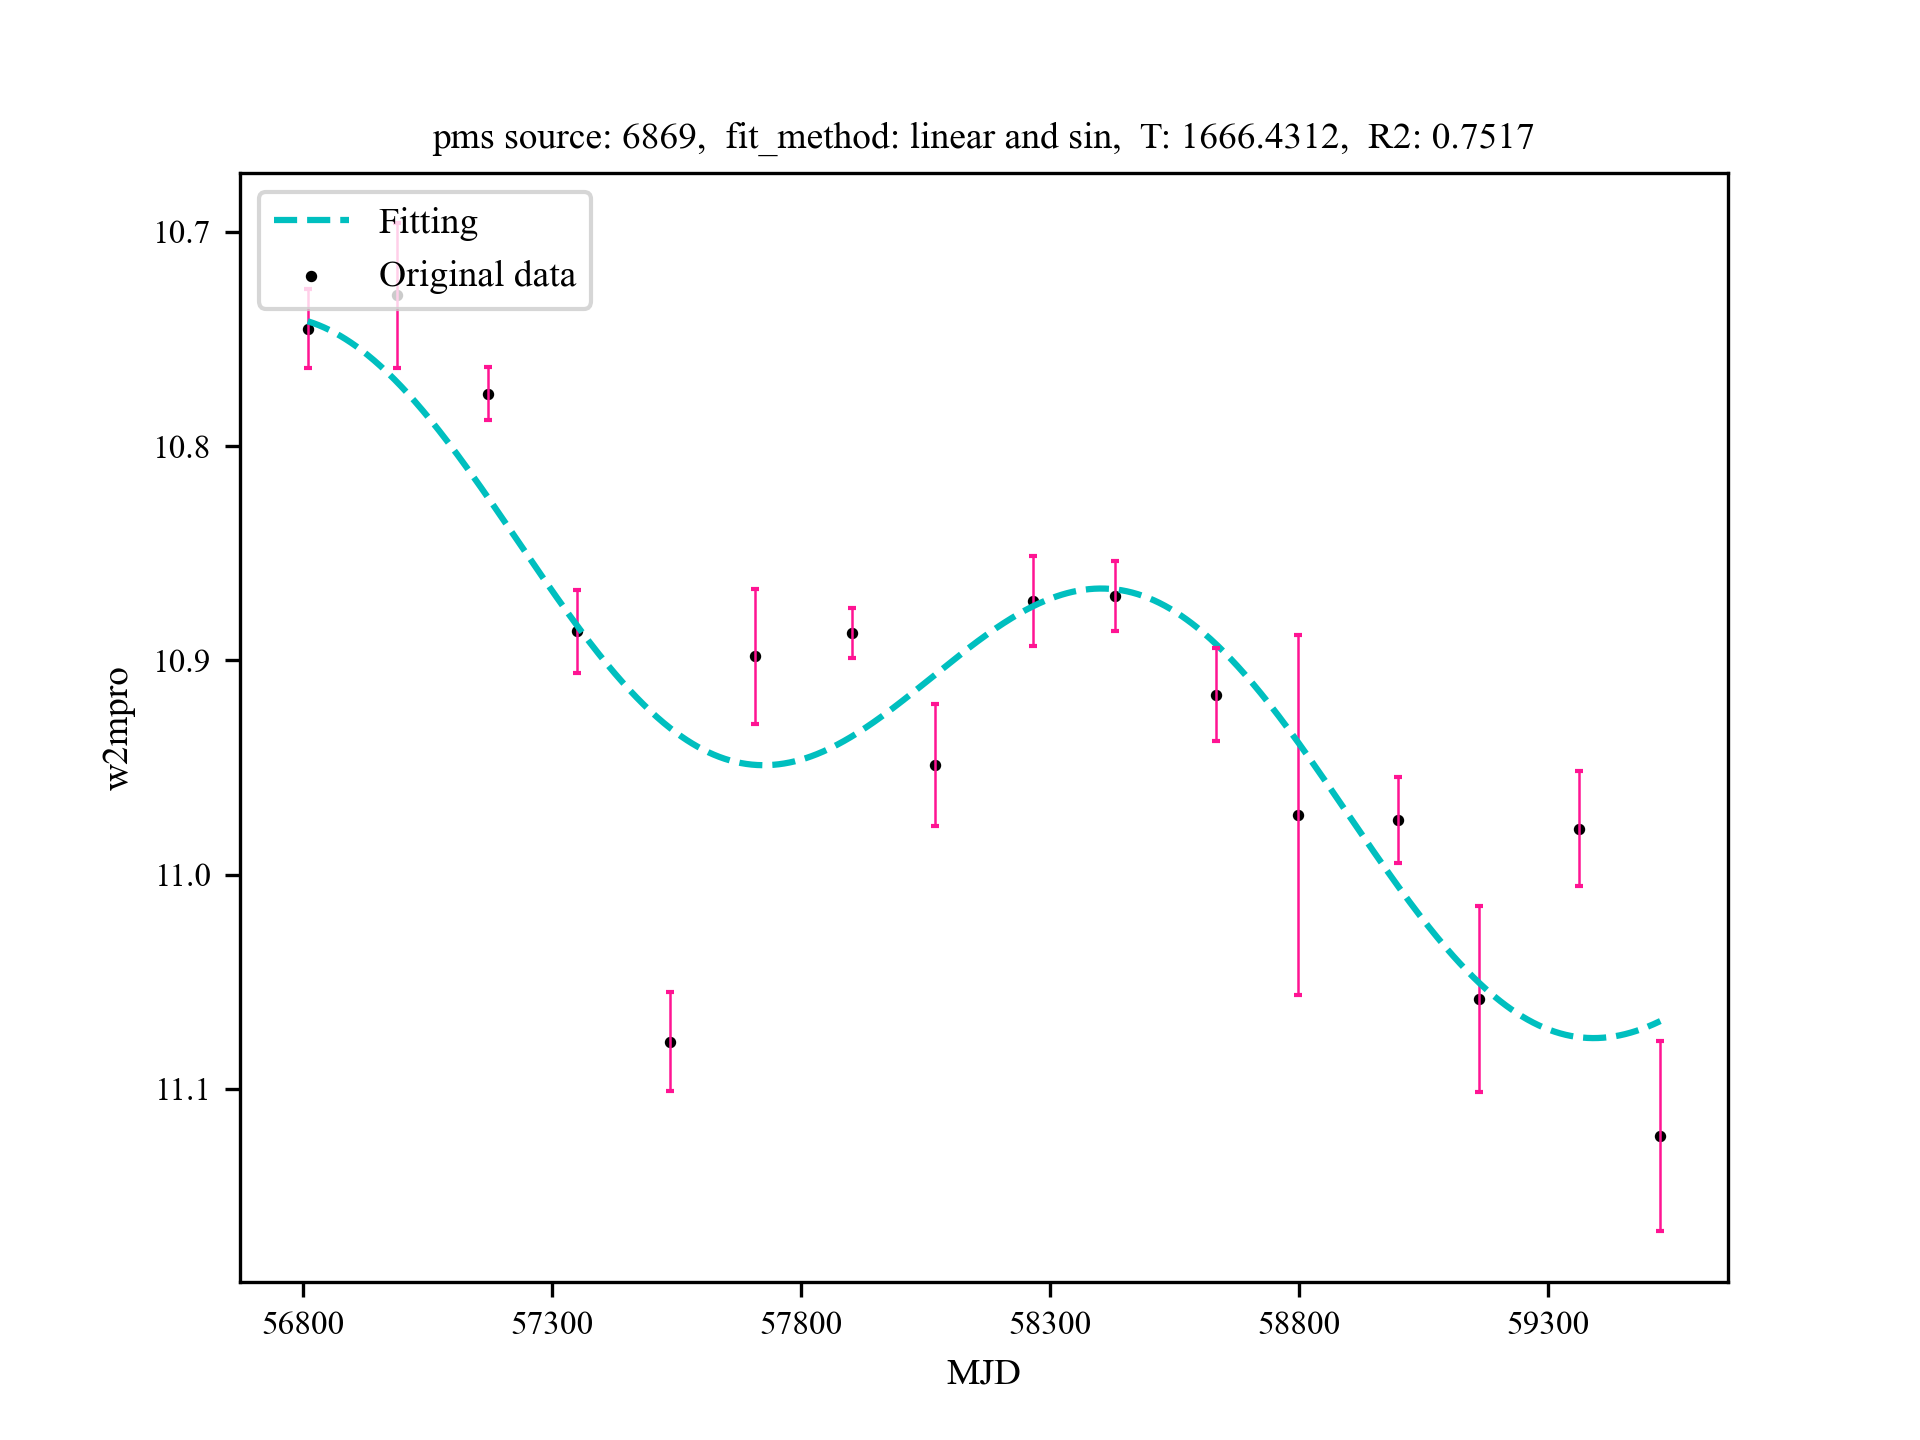 pms source: 6869, fit_method: linear and sin, T: 1666.4312, R2: 0.7517
Fitting
Original data
10.7
10.8
10.9
11.0
11.1
w2mpro
56800 57300 57800 58300 58800 59300
MJD